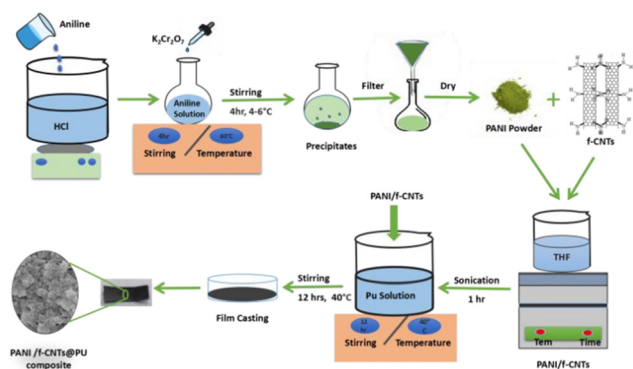 Aniline
K₂Cr₂O₇
HCl
Aniline
Solution
Stirring
4hr, 4-6°C
4hr
Stirring
Temperature
Precipitates
Filter
Dry
PANI Powder
+
f-CNTs
THF
Tem
Time
PANI/f-CNTs
Sonication
1 hr
PANI/f-CNTs
Pu Solution
12
hr
40°
C
Stirring
Temperature
Stirring
12 hrs, 40°C
Film Casting
PANI /f-CNTs@PU
composite